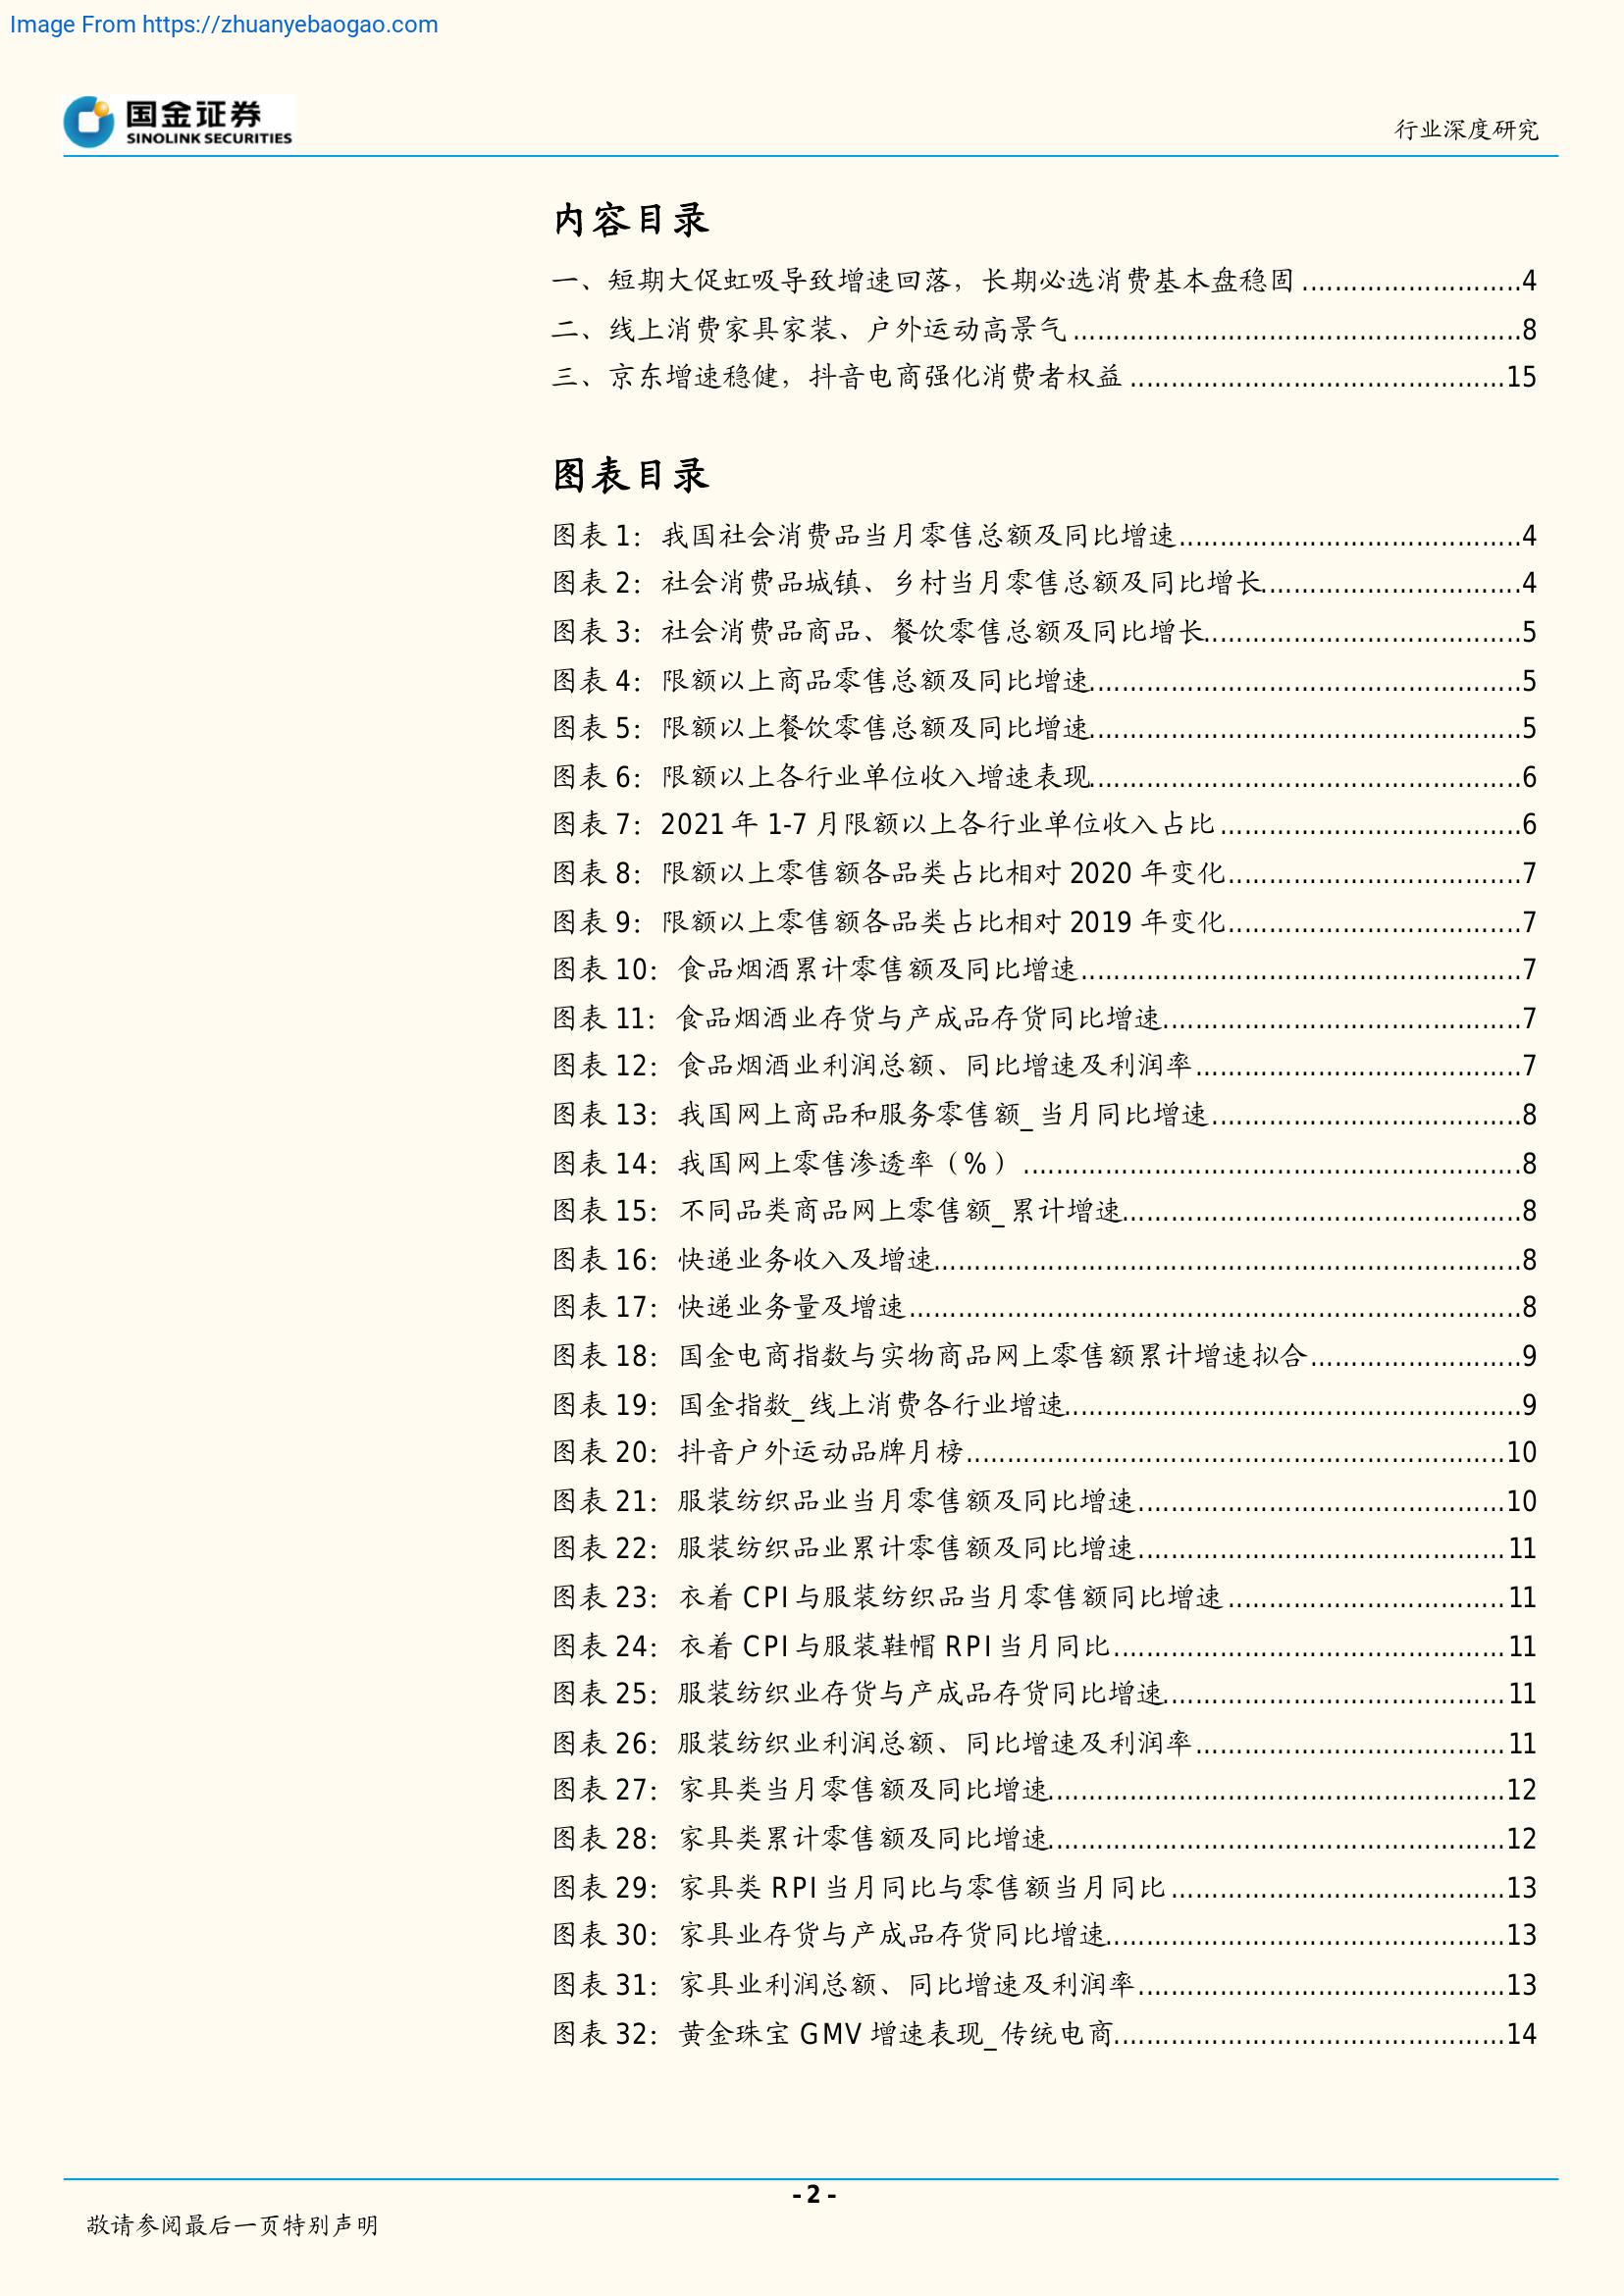 Image From https://zhuanyebaogao.com
国金证券
SINOLINK SECURITIES
行业深度研究
内容目录
一、短期大促虹吸导致增速回落，长期必选消费基本盘稳固...........................4
二、线上消费家具家装、户外运动高景气.......................................................8
三、京东增速稳健，抖音电商强化消费者权益..............................................15
图表目录
图表 1：我国社会消费品当月零售总额及同比增速..........................................4
图表 2：社会消费品城镇、乡村当月零售总额及同比增长................................4
图表 3：社会消费品商品、餐饮零售总额及同比增长.......................................5
图表 4：限额以上商品零售总额及同比增速.....................................................5
图表 5：限额以上餐饮零售总额及同比增速.....................................................5
图表 6：限额以上各行业单位收入增速表现.....................................................6
图表 7：2021 年 1-7 月限额以上各行业单位收入占比.....................................6
图表 8：限额以上零售额各品类占比相对 2020 年变化....................................7
图表 9：限额以上零售额各品类占比相对 2019 年变化....................................7
图表 10：食品烟酒累计零售额及同比增速......................................................7
图表 11：食品烟酒业存货与产成品存货同比增速............................................7
图表 12：食品烟酒业利润总额、同比增速及利润率........................................7
图表 13：我国网上商品和服务零售额_当月同比增速......................................8
图表 14：我国网上零售渗透率（%）.............................................................8
图表 15：不同品类商品网上零售额_累计增速.................................................8
图表 16：快递业务收入及增速........................................................................8
图表 17：快递业务量及增速...........................................................................8
图表 18：国金电商指数与实物商品网上零售额累计增速拟合..........................9
图表 19：国金指数_线上消费各行业增速........................................................9
图表 20：抖音户外运动品牌月榜..................................................................10
图表 21：服装纺织品业当月零售额及同比增速.............................................10
图表 22：服装纺织品业累计零售额及同比增速.............................................11
图表 23：衣着 CPI 与服装纺织品当月零售额同比增速..................................11
图表 24：衣着 CPI 与服装鞋帽 RPI 当月同比................................................11
图表 25：服装纺织业存货与产成品存货同比增速..........................................11
图表 26：服装纺织业利润总额、同比增速及利润率......................................11
图表 27：家具类当月零售额及同比增速........................................................12
图表 28：家具类累计零售额及同比增速........................................................12
图表 29：家具类 RPI 当月同比与零售额当月同比.........................................13
图表 30：家具业存货与产成品存货同比增速.................................................13
图表 31：家具业利润总额、同比增速及利润率.............................................13
图表 32：黄金珠宝 GMV 增速表现_传统电商................................................14
- 2 -
敬请参阅最后一页特别声明